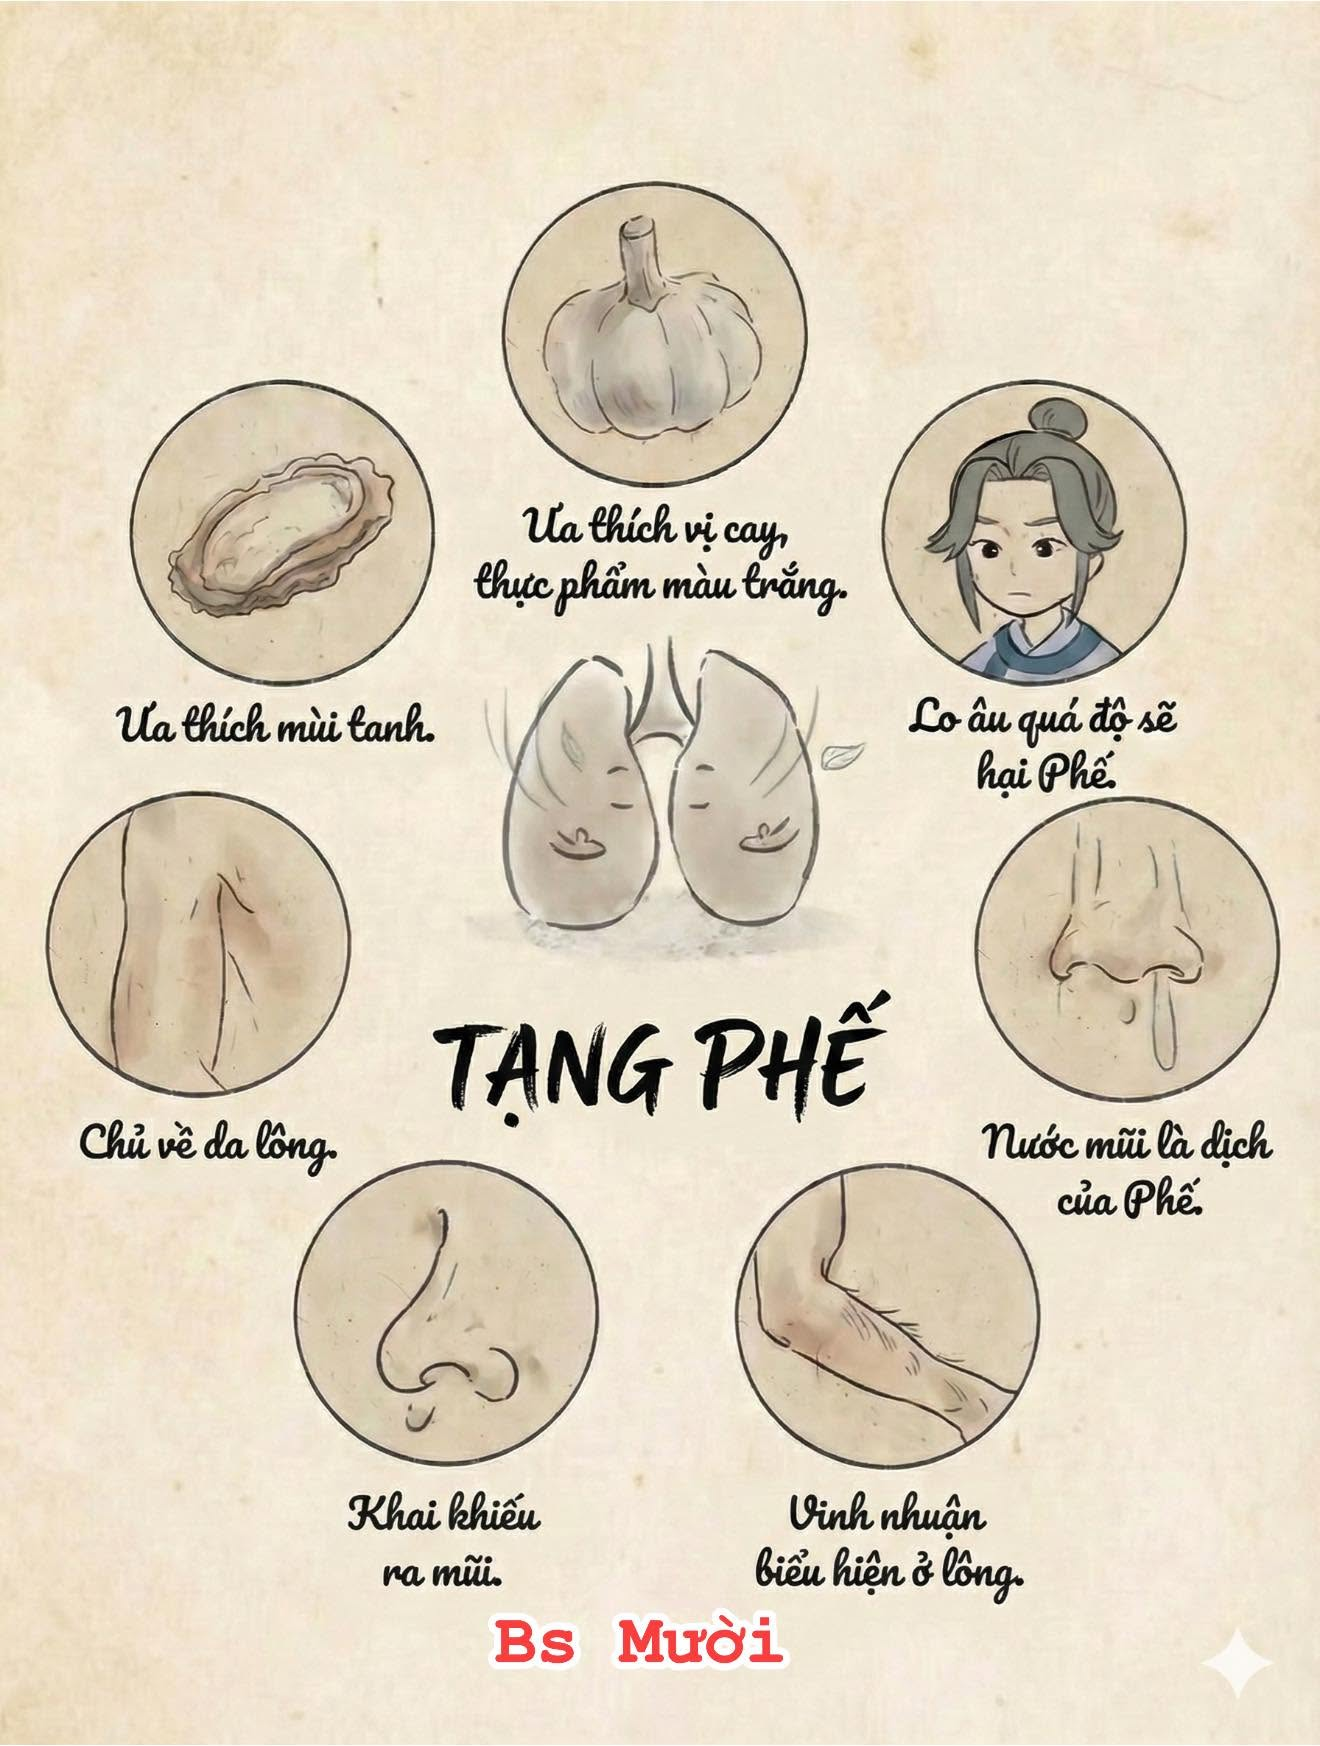 Ưa thích vị cay,
thực phẩm màu trắng.
Ưa thích mùi tanh.
Lo âu quá độ sẽ
hại Phế.
TẠNG PHẾ
Chủ về da lông.
Nước mũi là dịch
của Phế.
Khai khiếu
ra mũi.
Vinh nhuận
biểu hiện ở lông.
Bs Mười